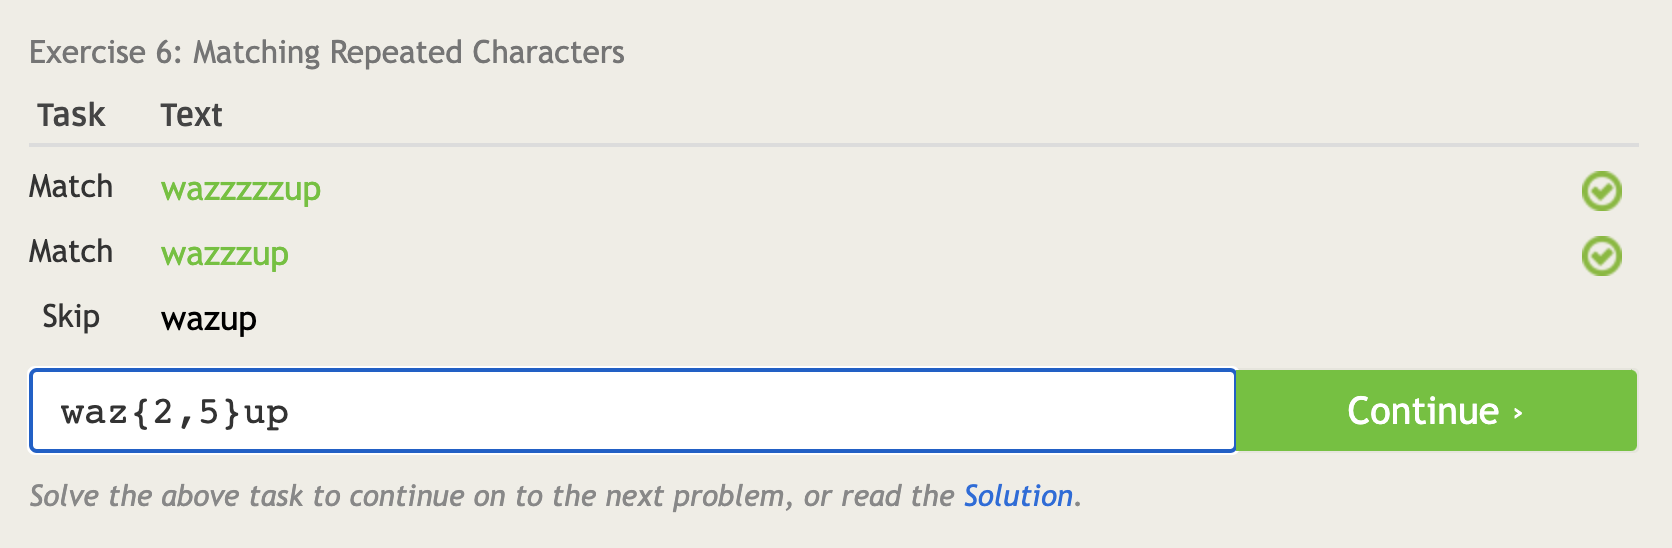 Exercise 6: Matching Repeated Characters
Task Text
Match wazzzzzup
Match wazzzup
Skip wazup
waz{2,5}up Continue ›
Solve the above task to continue on to the next problem, or read the Solution.